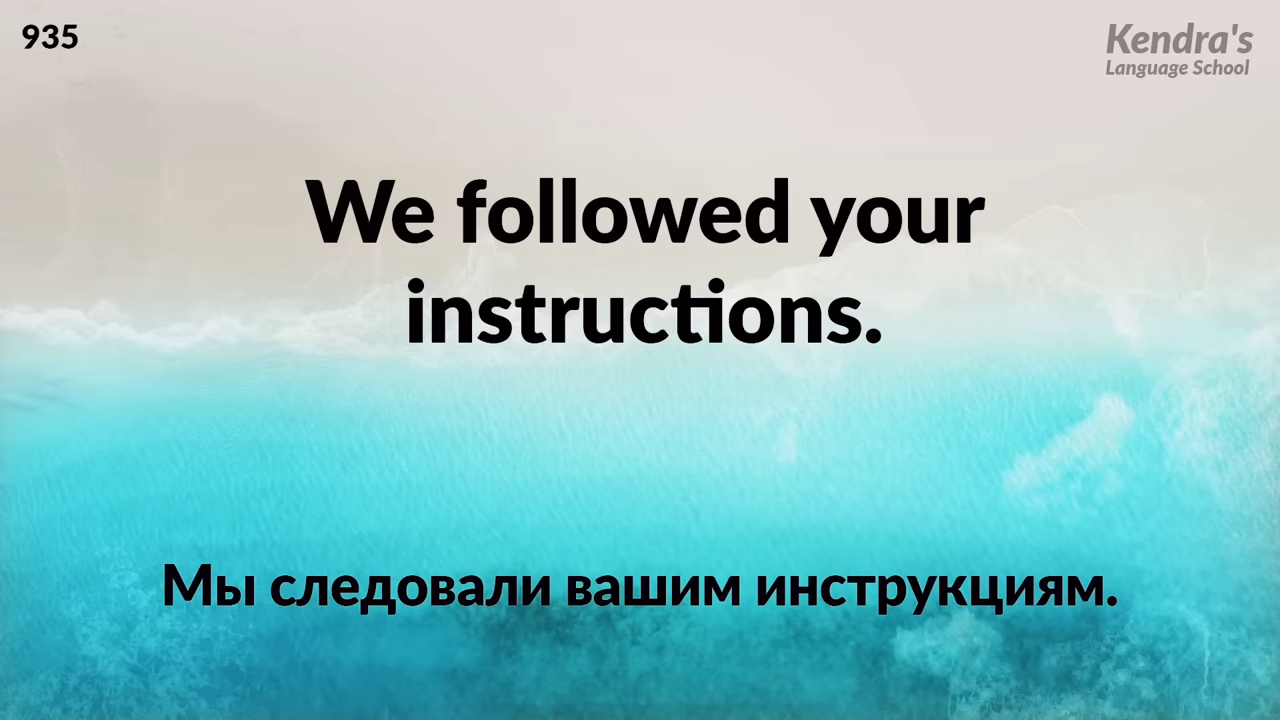 935
Kendra's
Language School
We followed your
instructions.
Мы следовали вашим инструкциям.